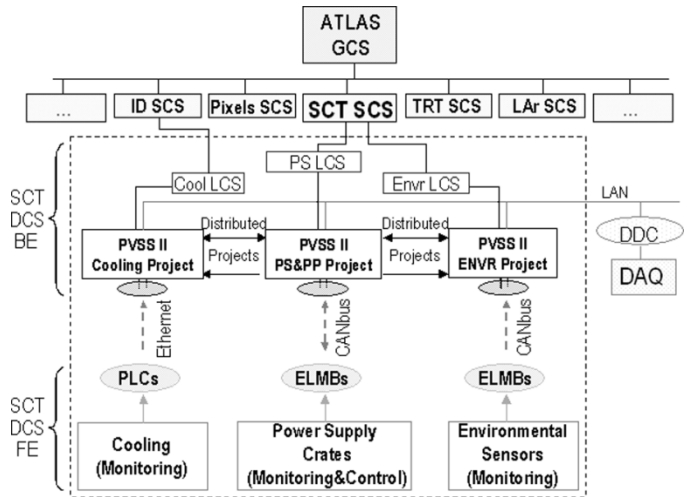 ATLAS
GCS
...
ID SCS
Pixels SCS
SCT SCS
TRT SCS
LAr SCS
...
SCT
DCS
BE
Cool LCS
PS LCS
Envr LCS
LAN
PVSS II
Cooling Project
Distributed
Projects
PVSS II
PS&PP Project
Distributed
Projects
PVSS II
ENVR Project
DDC
DAQ
Ethernet
CANbus
CANbus
SCT
DCS
FE
PLCs
ELMBs
ELMBs
Cooling
(Monitoring)
Power Supply
Crates
(Monitoring&Control)
Environmental
Sensors
(Monitoring)